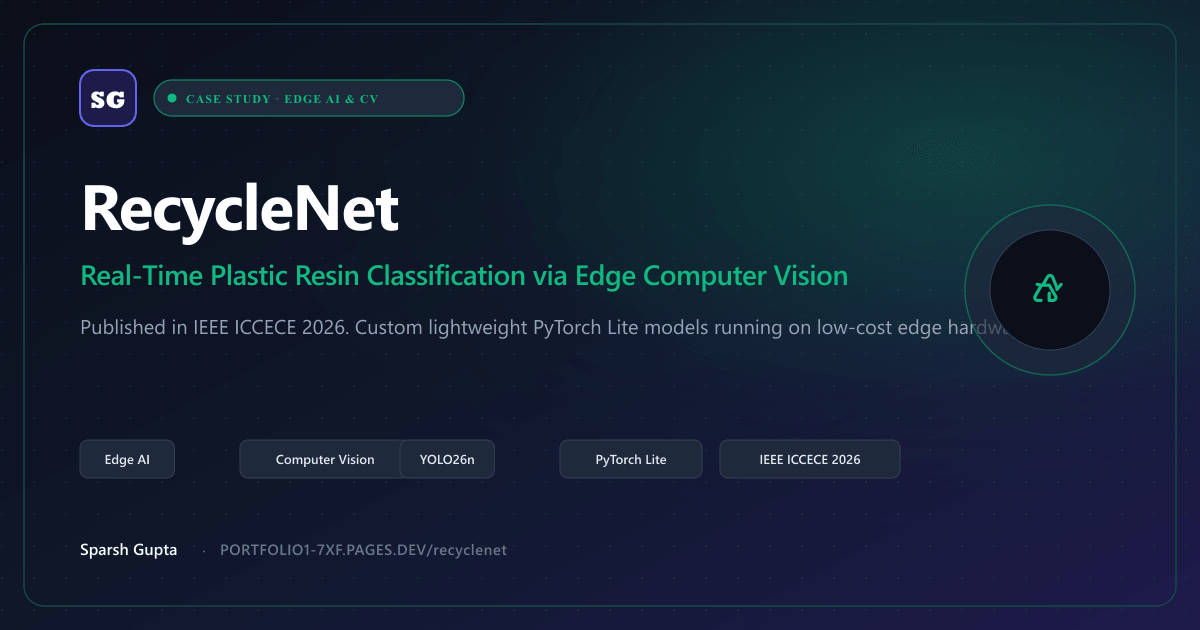 SG
CASE STUDY · EDGE AI & CV
RecycleNet
Real-Time Plastic Resin Classification via Edge Computer Vision
Published in IEEE ICCECE 2026. Custom lightweight PyTorch Lite models running on low-cost edge
Edge AI
Computer Vision
YOLO26n
PyTorch Lite
IEEE ICCECE 2026
Sparsh Gupta · PORTFOLIO1-7XF.PAGES.DEV/recyclenet